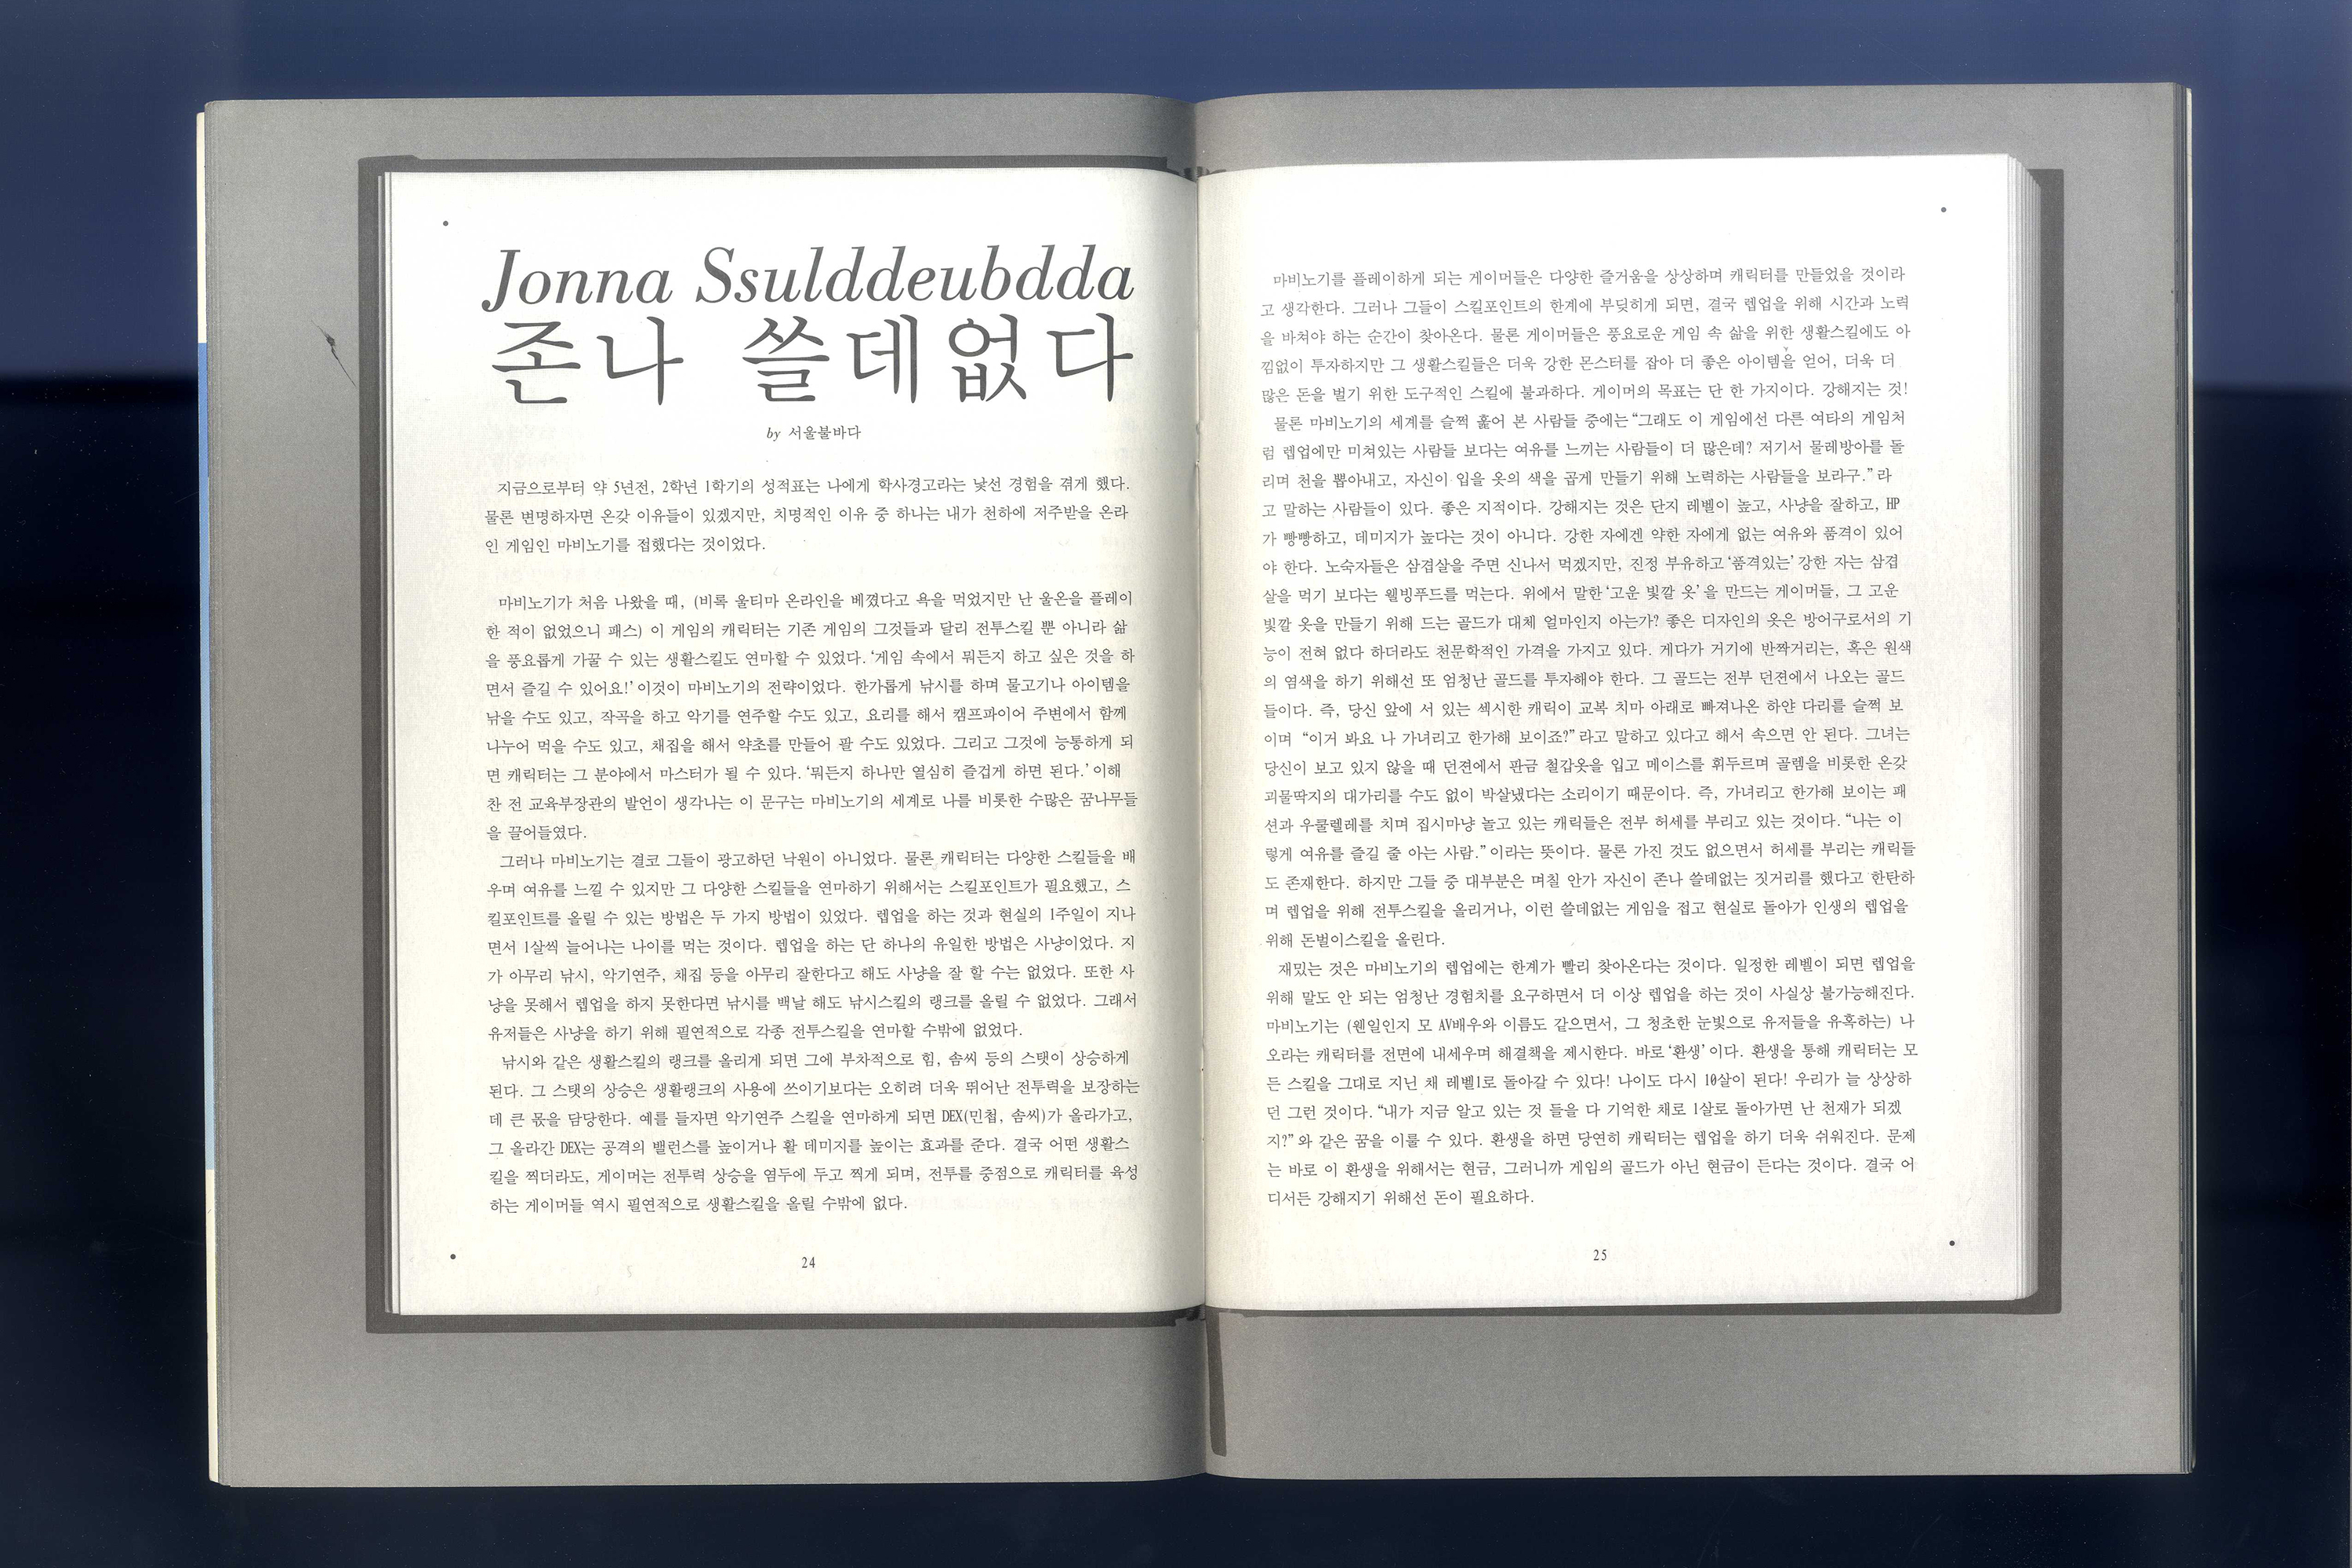 Jonna Ssulddeubdda
존나 쓸데없다
by 서울불바다
지금으로부터 약 5년전, 2학년 1학기의 성적표는 나에게 학사경고라는 낯선 경험을 겪게 했다.
물론 변명하자면 온갖 이유들이 있겠지만, 치명적인 이유 중 하나는 내가 천하에 저주받을 온라
인 게임인 마비노기를 접했다는 것이었다.
마비노기가 처음 나왔을 때, (비록 울티마 온라인을 베꼈다고 욕을 먹었지만 난 울온을 플레이
한 적이 없었으니 패스) 이 게임의 캐릭터는 기존 게임의 그것들과 달리 전투스킬 뿐 아니라 삶
을 풍요롭게 가꿀 수 있는 생활스킬도 연마할 수 있었다. ‘게임 속에서 뭐든지 하고 싶은 것을 하
면서 즐길 수 있어요!’ 이것이 마비노기의 전략이었다. 한가롭게 낚시를 하며 물고기나 아이템을
낚을 수도 있고, 작곡을 하고 악기를 연주할 수도 있고, 요리를 해서 캠프파이어 주변에서 함께
나누어 먹을 수도 있고, 채집을 해서 약초를 만들어 팔 수도 있었다. 그리고 그것에 능통하게 되
면 캐릭터는 그 분야에서 마스터가 될 수 있다. ‘뭐든지 하나만 열심히 즐겁게 하면 된다.’ 이해
찬 전 교육부장관의 발언이 생각나는 이 문구는 마비노기의 세계로 나를 비롯한 수많은 꿈나무들
을 끌어들였다.
그러나 마비노기는 결코 그들이 광고하던 낙원이 아니었다. 물론 캐릭터는 다양한 스킬들을 배
우며 여유를 느낄 수 있지만 그 다양한 스킬들을 연마하기 위해서는 스킬포인트가 필요했고, 스
킬포인트를 올릴 수 있는 방법은 두 가지 방법이 있었다. 렙업을 하는 것과 현실의 1주일이 지나
면서 1살씩 늘어나는 나이를 먹는 것이다. 렙업을 하는 단 하나의 유일한 방법은 사냥이었다. 지
가 아무리 낚시, 악기연주, 채집 등을 아무리 잘한다고 해도 사냥을 잘 할 수는 없었다. 또한 사
냥을 못해서 렙업을 하지 못한다면 낚시를 백날 해도 낚시스킬의 랭크를 올릴 수 없었다. 그래서
유저들은 사냥을 하기 위해 필연적으로 각종 전투스킬을 연마할 수밖에 없었다.
낚시와 같은 생활스킬의 랭크를 올리게 되면 그에 부차적으로 힘, 솜씨 등의 스탯이 상승하게
된다. 그 스탯의 상승은 생활랭크의 사용에 쓰이기보다는 오히려 더욱 뛰어난 전투력을 보장하는
데 큰 몫을 담당한다. 예를 들자면 악기연주 스킬을 연마하게 되면 DEX(민첩, 솜씨)가 올라가고,
그 올라간 DEX는 공격의 밸런스를 높이거나 활 데미지를 높이는 효과를 준다. 결국 어떤 생활스
킬을 찍더라도, 게이머는 전투력 상승을 염두에 두고 찍게 되며, 전투를 중점으로 캐릭터를 육성
하는 게이머들 역시 필연적으로 생활스킬을 올릴 수밖에 없다.
24
마비노기를 플레이하게 되는 게이머들은 다양한 즐거움을 상상하며 캐릭터를 만들었을 것이라
고 생각한다. 그러나 그들이 스킬포인트의 한계에 부딪히게 되면, 결국 렙업을 위해 시간과 노력
을 바쳐야 하는 순간이 찾아온다. 물론 게이머들은 풍요로운 게임 속 삶을 위한 생활스킬에도 아
낌없이 투자하지만 그 생활스킬들은 더욱 강한 몬스터를 잡아 더 좋은 아이템을 얻어, 더욱 더
많은 돈을 벌기 위한 도구적인 스킬에 불과하다. 게이머의 목표는 단 한 가지이다. 강해지는 것!
물론 마비노기의 세계를 슬쩍 훑어 본 사람들 중에는 “그래도 이 게임에선 다른 여타의 게임처
럼 렙업에만 미쳐있는 사람들 보다는 여유를 느끼는 사람들이 더 많은데? 저기서 물레방아를 돌
리며 천을 뽑아내고, 자신이 입을 옷의 색을 곱게 만들기 위해 노력하는 사람들을 보라구.” 라
고 말하는 사람들이 있다. 좋은 지적이다. 강해지는 것은 단지 레벨이 높고, 사냥을 잘하고, HP
가 빵빵하고, 데미지가 높다는 것이 아니다. 강한 자에겐 약한 자에게 없는 여유와 품격이 있어
야 한다. 노숙자들은 삼겹살을 주면 신나서 먹겠지만, 진정 부유하고 ‘품격있는’ 강한 자는 삼겹
살을 먹기 보다는 웰빙푸드를 먹는다. 위에서 말한 ‘고운 빛깔 옷’ 을 만드는 게이머들, 그 고운
빛깔 옷을 만들기 위해 드는 골드가 대체 얼마인지 아는가? 좋은 디자인의 옷은 방어구로서의 기
능이 전혀 없다 하더라도 천문학적인 가격을 가지고 있다. 게다가 거기에 반짝거리는, 혹은 원색
의 염색을 하기 위해선 또 엄청난 골드를 투자해야 한다. 그 골드는 전부 던젼에서 나오는 골드
들이다. 즉, 당신 앞에 서 있는 섹시한 캐릭이 교복 치마 아래로 빠져나온 하얀 다리를 슬쩍 보
이며 “이거 봐요 나 가녀리고 한가해 보이죠?” 라고 말하고 있다고 해서 속으면 안 된다. 그녀는
당신이 보고 있지 않을 때 던젼에서 판금 철갑옷을 입고 메이스를 휘두르며 골렘을 비롯한 온갖
괴물딱지의 대가리를 수도 없이 박살냈다는 소리이기 때문이다. 즉, 가녀리고 한가해 보이는 패
션과 우쿨렐레를 치며 집시마냥 놀고 있는 캐릭들은 전부 허세를 부리고 있는 것이다. “나는 이
렇게 여유를 즐길 줄 아는 사람.” 이라는 뜻이다. 물론 가진 것도 없으면서 허세를 부리는 캐릭들
도 존재한다. 하지만 그들 중 대부분은 며칠 안가 자신이 존나 쓸데없는 짓거리를 했다고 한탄하
며 렙업을 위해 전투스킬을 올리거나, 이런 쓸데없는 게임을 접고 현실로 돌아가 인생의 렙업을
위해 돈벌이스킬을 올린다.
재밌는 것은 마비노기의 렙업에는 한계가 빨리 찾아온다는 것이다. 일정한 레벨이 되면 렙업을
위해 말도 안 되는 엄청난 경험치를 요구하면서 더 이상 렙업을 하는 것이 사실상 불가능해진다.
마비노기는 (웬일인지 모 AV배우와 이름도 같으면서, 그 청초한 눈빛으로 유저들을 유혹하는) 나
오라는 캐릭터를 전면에 내세우며 해결책을 제시한다. 바로 ‘환생’ 이다. 환생을 통해 캐릭터는 모
든 스킬을 그대로 지닌 채 레벨1로 돌아갈 수 있다! 나이도 다시 10살이 된다! 우리가 늘 상상하
던 그런 것이다. “내가 지금 알고 있는 것 들을 다 기억한 채로 1살로 돌아가면 난 천재가 되겠
지?” 와 같은 꿈을 이룰 수 있다. 환생을 하면 당연히 캐릭터는 렙업을 하기 더욱 쉬워진다. 문제
는 바로 이 환생을 위해서는 현금, 그러니까 게임의 골드가 아닌 현금이 든다는 것이다. 결국 어
디서든 강해지기 위해선 돈이 필요하다.
25